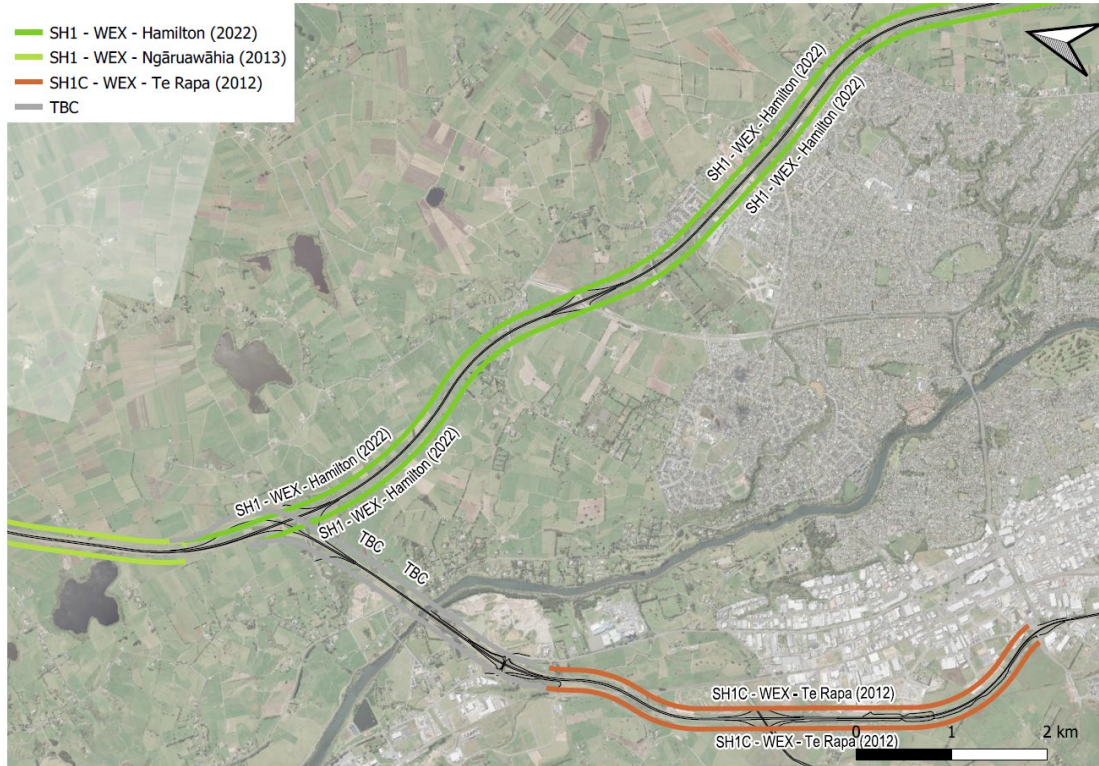 SH1 - WEX - Hamilton (2022)
SH1 - WEX - Ngāruawāhia (2013)
SH1C - WEX - Te Rapa (2012)
TBC
SH1 - WEX - Hamilton (2022)
SH1 - WEX - Hamilton (2022)
SH1 - WEX - Hamilton (2022)
SH1 - WEX - Hamilton (2022)
TBC
TBC
SH1C - WEX - Te Rapa (2012)
SH1C - WEX - Te Rapa (2012)
0 1 2 km